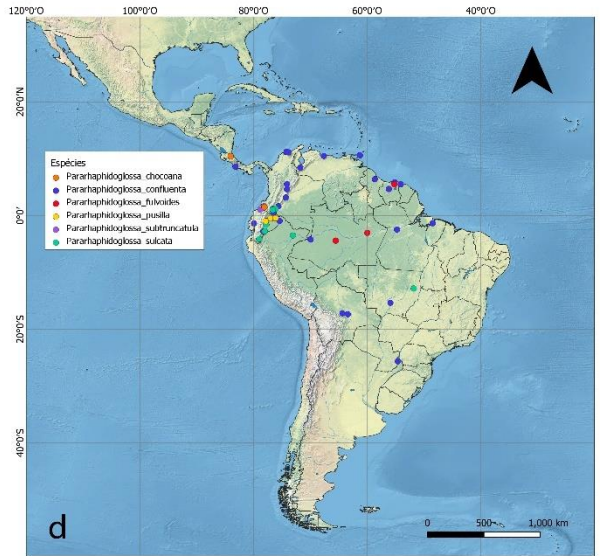 120°0'W 100°0'W 80°0'W 60°0'W 40°0'W
20°0'N
Espécies
Pararhaphidoglossa_chocoana
Pararhaphidoglossa_confluenta
Pararhaphidoglossa_fulvoides
Pararhaphidoglossa_pusilla
Pararhaphidoglossa_subtruncatula
Pararhaphidoglossa_sulcata
0°0'S
20°0'S
40°0'S
d
0 500 1,000 km